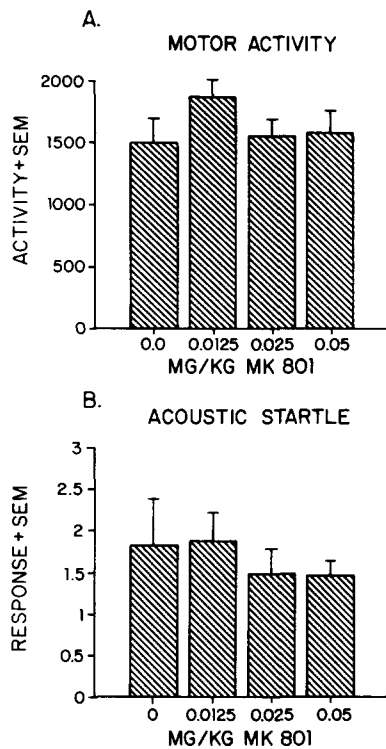 A.
MOTOR ACTIVITY
ACTIVITY+SEM
2000
1500
1000
500
0
0.0 0.0125 0.025 0.05
MG/KG MK 801
B.
ACOUSTIC STARTLE
RESPONSE + SEM
3
2.5
2
1.5
1
0.5
0
0 0.0125 0.025 0.05
MG/KG MK 801